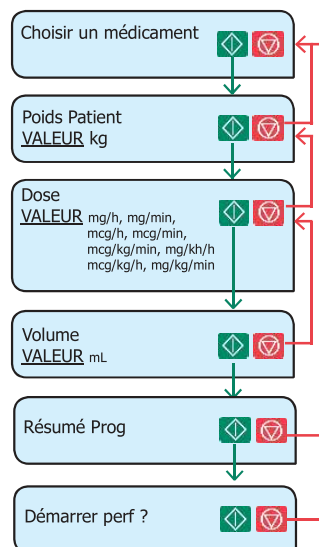 Choisir un médicament
Poids Patient
VALEUR kg
Dose
VALEUR mg/h, mg/min,
mcg/h, mcg/min,
mcg/kg/min, mg/kh/h
mcg/kg/h, mg/kg/min
Volume
VALEUR mL
Résumé Prog
Démarrer perf ?